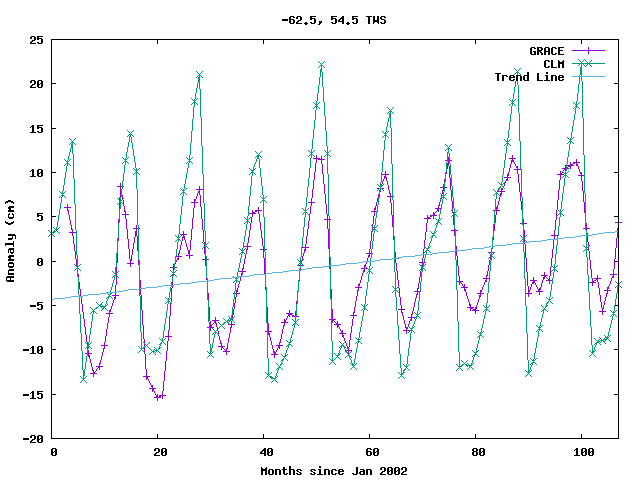 -62.5, 54.5 TWS
GRACE
CLM
Trend Line
25
20
15
10
5
0
-5
-10
-15
-20
Anomaly (cm)
0 20 40 60 80 100
Months since Jan 2002